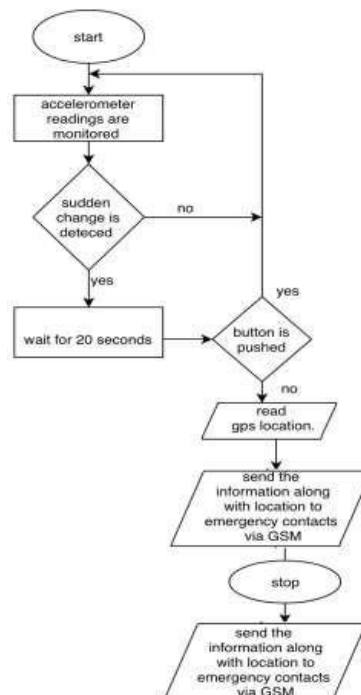 start
accelerometer
readings are
monitored
sudden
change is
deteced
no
yes
wait for 20 seconds
yes
button is
pushed
no
read
gps location.
send the
information along
with location to
emergency contacts
via GSM
stop
send the
information along
with location to
emergency contacts
via GSM